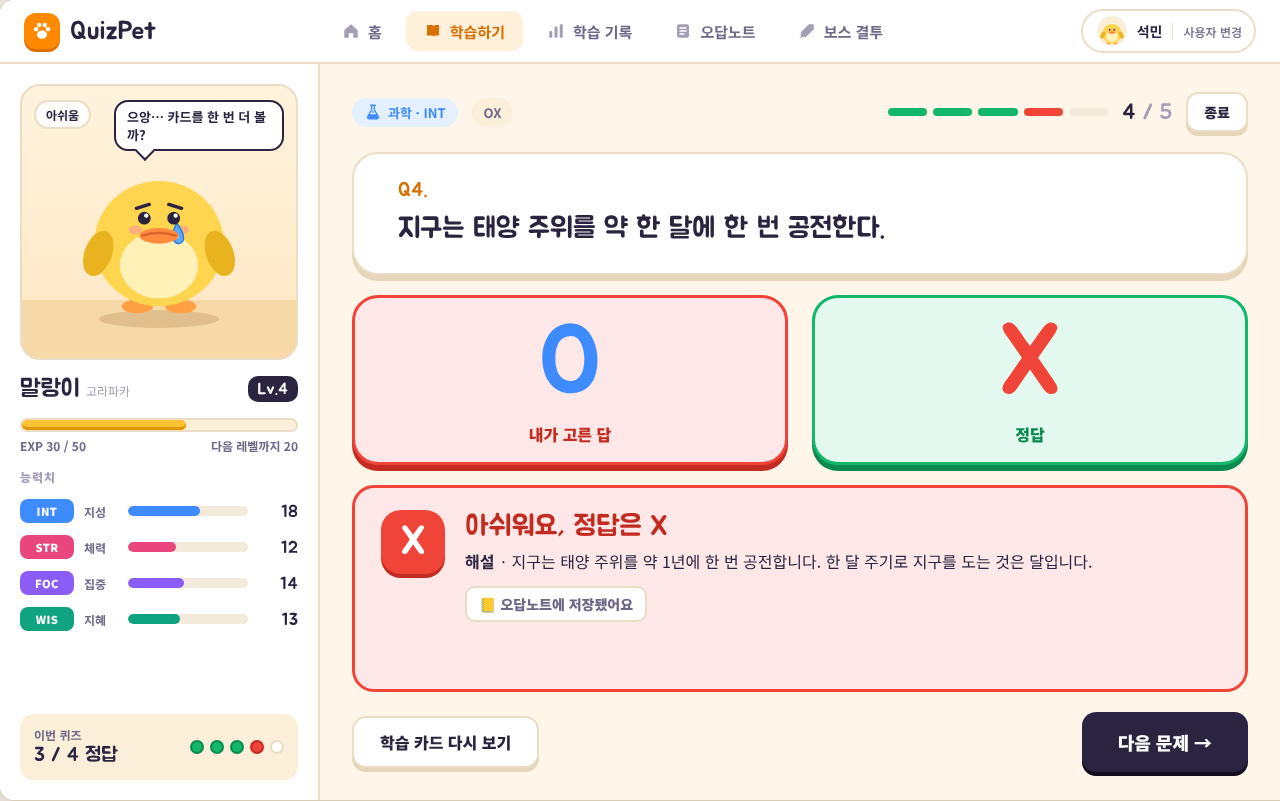 QuizPet
홈
학습하기
학습 기록
오답노트
보스 결투
석민
사용자 변경
아쉬움
으앙… 카드를 한 번 더 볼
까?
말랑이 고라파카
Lv.4
EXP 30 / 50
다음 레벨까지 20
능력치
INT 지성 18
STR 체력 12
FOC 집중 14
WIS 지혜 13
이번 퀴즈
3 / 4 정답
과학 · INT
OX
4 / 5
종료
Q4.
지구는 태양 주위를 약 한 달에 한 번 공전한다.
O
내가 고른 답
X
정답
X
아쉬워요, 정답은 X
해설 · 지구는 태양 주위를 약 1년에 한 번 공전합니다. 한 달 주기로 지구를 도는 것은 달입니다.
오답노트에 저장됐어요
학습 카드 다시 보기
다음 문제 →